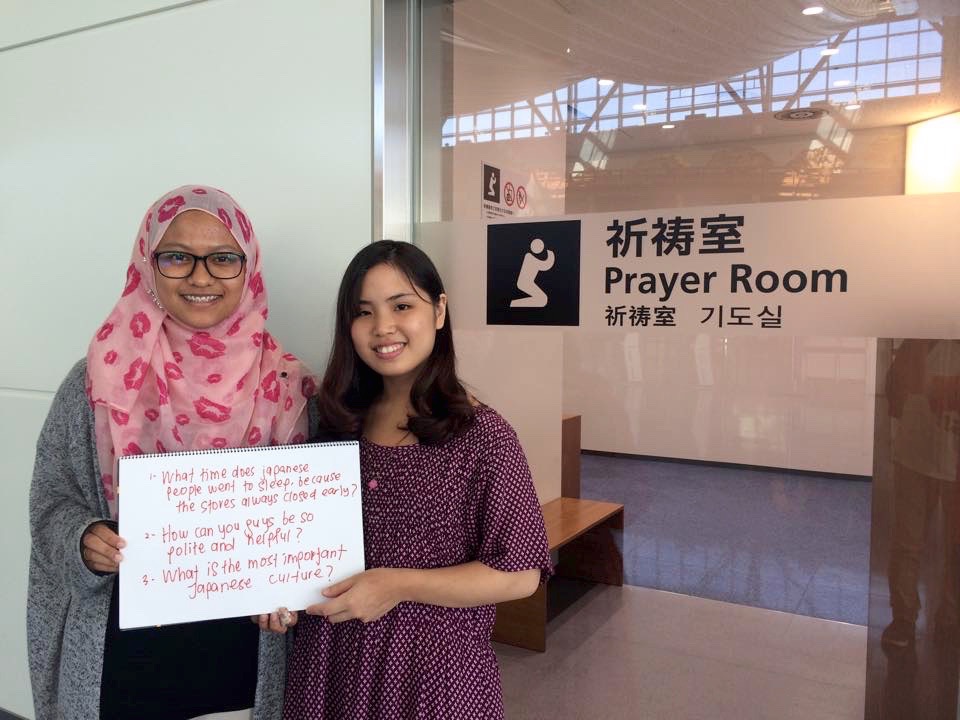 祈祷室
Prayer Room
祈祷室 기도실
1- What time does japanese
people went to sleep, because
the stores always closed early?
2- How can you guys be so
polite and helpful?
3- What is the most important
Japanese culture?